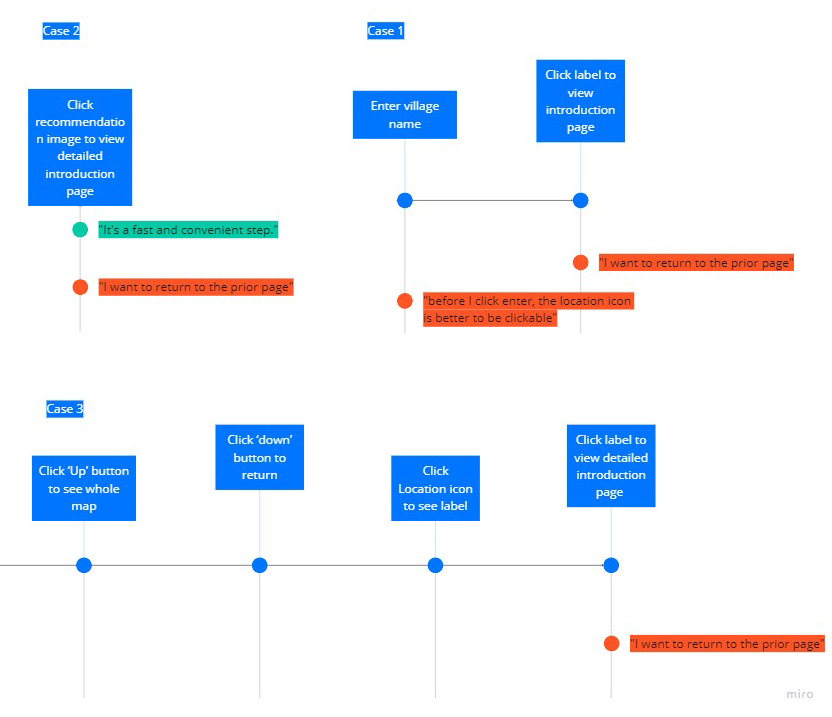 Case 2
Click
recommendatio
n image to view
detailed
introduction
page
"It's a fast and convenient step."
"I want to return to the prior page"
Case 1
Enter village
name
Click label to
view
introduction
page
"I want to return to the prior page"
"before I click enter, the location icon
is better to be clickable"
Case 3
Click ‘Up’ button
to see whole
map
Click ‘down’
button to
return
Click
Location icon
to see label
Click label to
view detailed
introduction
page
"I want to return to the prior page"
miro